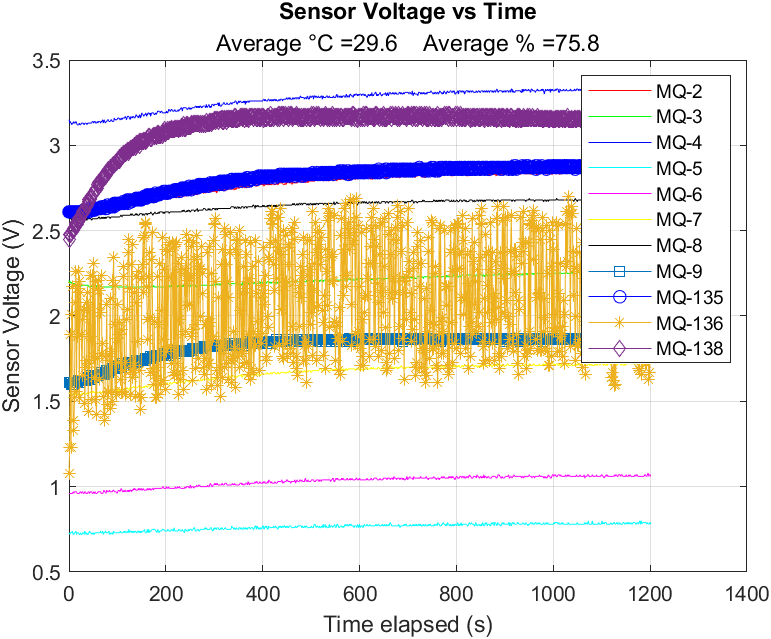 Sensor Voltage vs Time
Average °C =29.6 Average % =75.8
Sensor Voltage (V)
3.5
3
2.5
2
1.5
1
0.5
0 200 400 600 800 1000 1200 1400
Time elapsed (s)
MQ-2
MQ-3
MQ-4
MQ-5
MQ-6
MQ-7
MQ-8
MQ-9
MQ-135
MQ-136
MQ-138